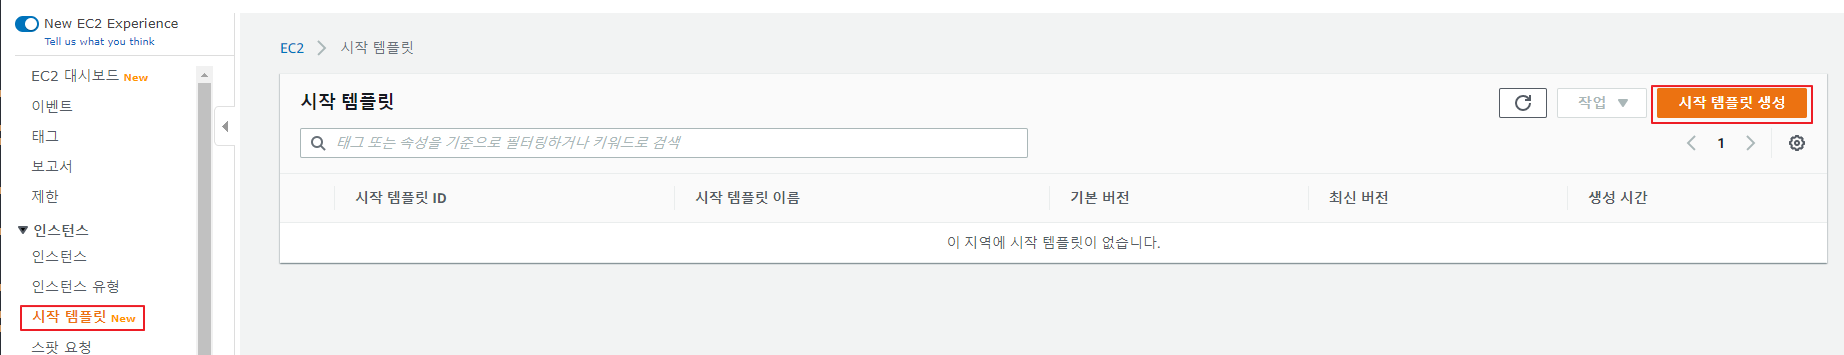 New EC2 Experience
Tell us what you think
EC2 대시보드 New
이벤트
태그
보고서
제한
인스턴스
인스턴스
인스턴스 유형
시작 템플릿 New
스팟 요청
EC2 시작 템플릿
시작 템플릿
작업 시작 템플릿 생성
태그 또는 속성을 기준으로 필터링하거나 키워드로 검색
1
시작 템플릿 ID 시작 템플릿 이름 기본 버전 최신 버전 생성 시간
이 지역에 시작 템플릿이 없습니다.